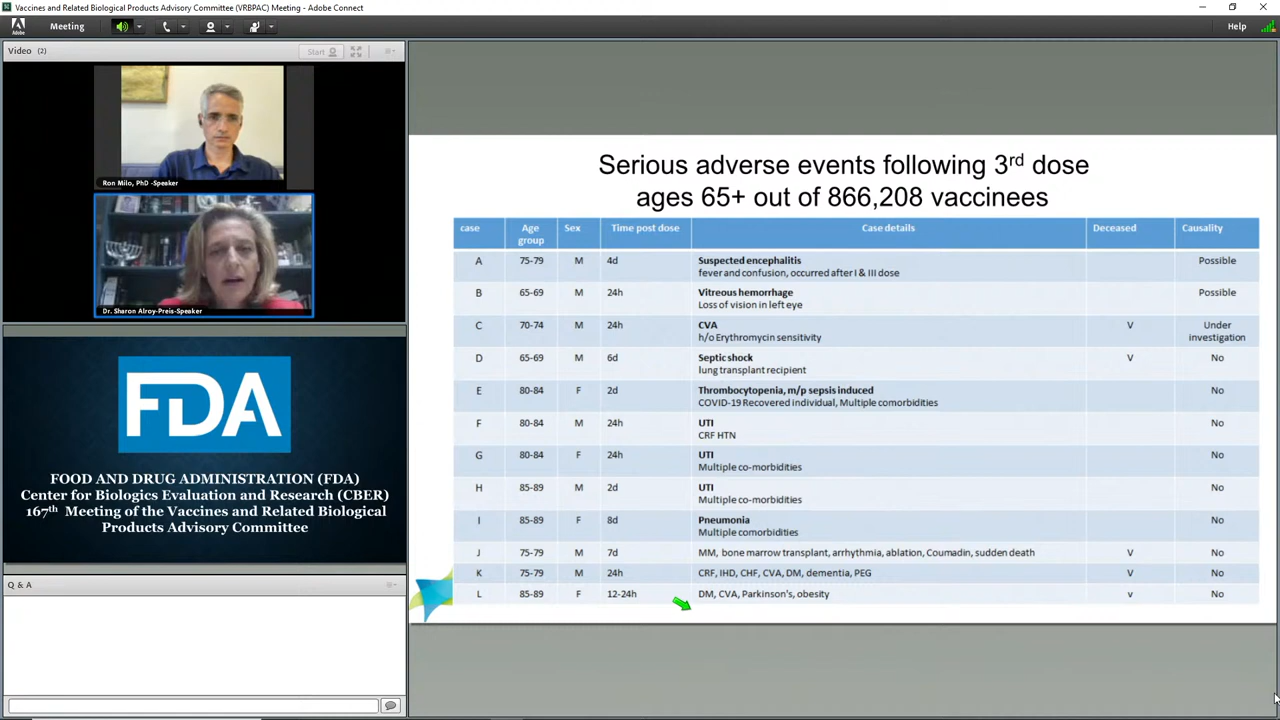 Vaccines and Related Biological Products Advisory Committee (VRBPAC) Meeting - Adobe Connect
Meeting
Help
Video (2)
Start
Ron Milo, PhD -Speaker
Dr. Sharon Alroy-Preis-Speaker
FDA
FOOD AND DRUG ADMINISTRATION (FDA)
Center for Biologics Evaluation and Research (CBER)
167th Meeting of the Vaccines and Related Biological
Products Advisory Committee
Q & A
Serious adverse events following 3rd dose
ages 65+ out of 866,208 vaccinees
case Age group Sex Time post dose Case details Deceased Causality
A 75-79 M 4d Suspected encephalitis Possible
fever and confusion, occurred after I & III dose
B 65-69 M 24h Vitreous hemorrhage Possible
Loss of vision in left eye
C 70-74 M 24h CVA V Under investigation
h/o Erythromycin sensitivity
D 65-69 M 6d Septic shock V No
lung transplant recipient
E 80-84 F 2d Thrombocytopenia, m/p sepsis induced No
COVID-19 Recovered individual, Multiple comorbidities
F 80-84 M 24h UTI No
CRF HTN
G 80-84 F 24h UTI No
Multiple co-morbidities
H 85-89 M 2d UTI No
Multiple co-morbidities
I 85-89 F 8d Pneumonia No
Multiple comorbidities
J 75-79 M 7d MM, bone marrow transplant, arrhythmia, ablation, Coumadin, sudden death V No
K 75-79 M 24h CRF, IHD, CHF, CVA, DM, dementia, PEG V No
L 85-89 F 12-24h DM, CVA, Parkinson's, obesity v No